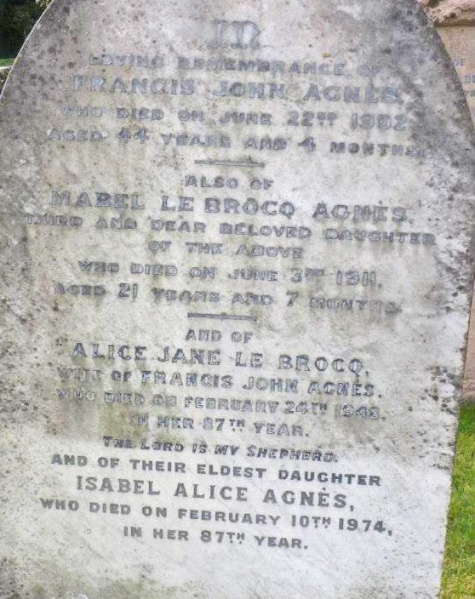 IN
LOVING REMEMBRANCE OF
FRANCIS JOHN AGNÈS,
WHO DIED ON JUNE 22ND 1902
AGED 44 YEARS AND 4 MONTHS.
ALSO OF
MABEL LE BROCQ AGNÈS,
THIRD AND DEAR BELOVED DAUGHTER
OF THE ABOVE
WHO DIED ON JUNE 3RD 1911,
AGED 21 YEARS AND 7 MONTHS.
AND OF
ALICE JANE LE BROCQ,
WIFE OF FRANCIS JOHN AGNÈS,
WHO DIED ON FEBRUARY 24TH 1948
IN HER 87TH YEAR.
THE LORD IS MY SHEPHERD.
AND OF THEIR ELDEST DAUGHTER
ISABEL ALICE AGNÈS,
WHO DIED ON FEBRUARY 10TH 1974,
IN HER 87TH YEAR.